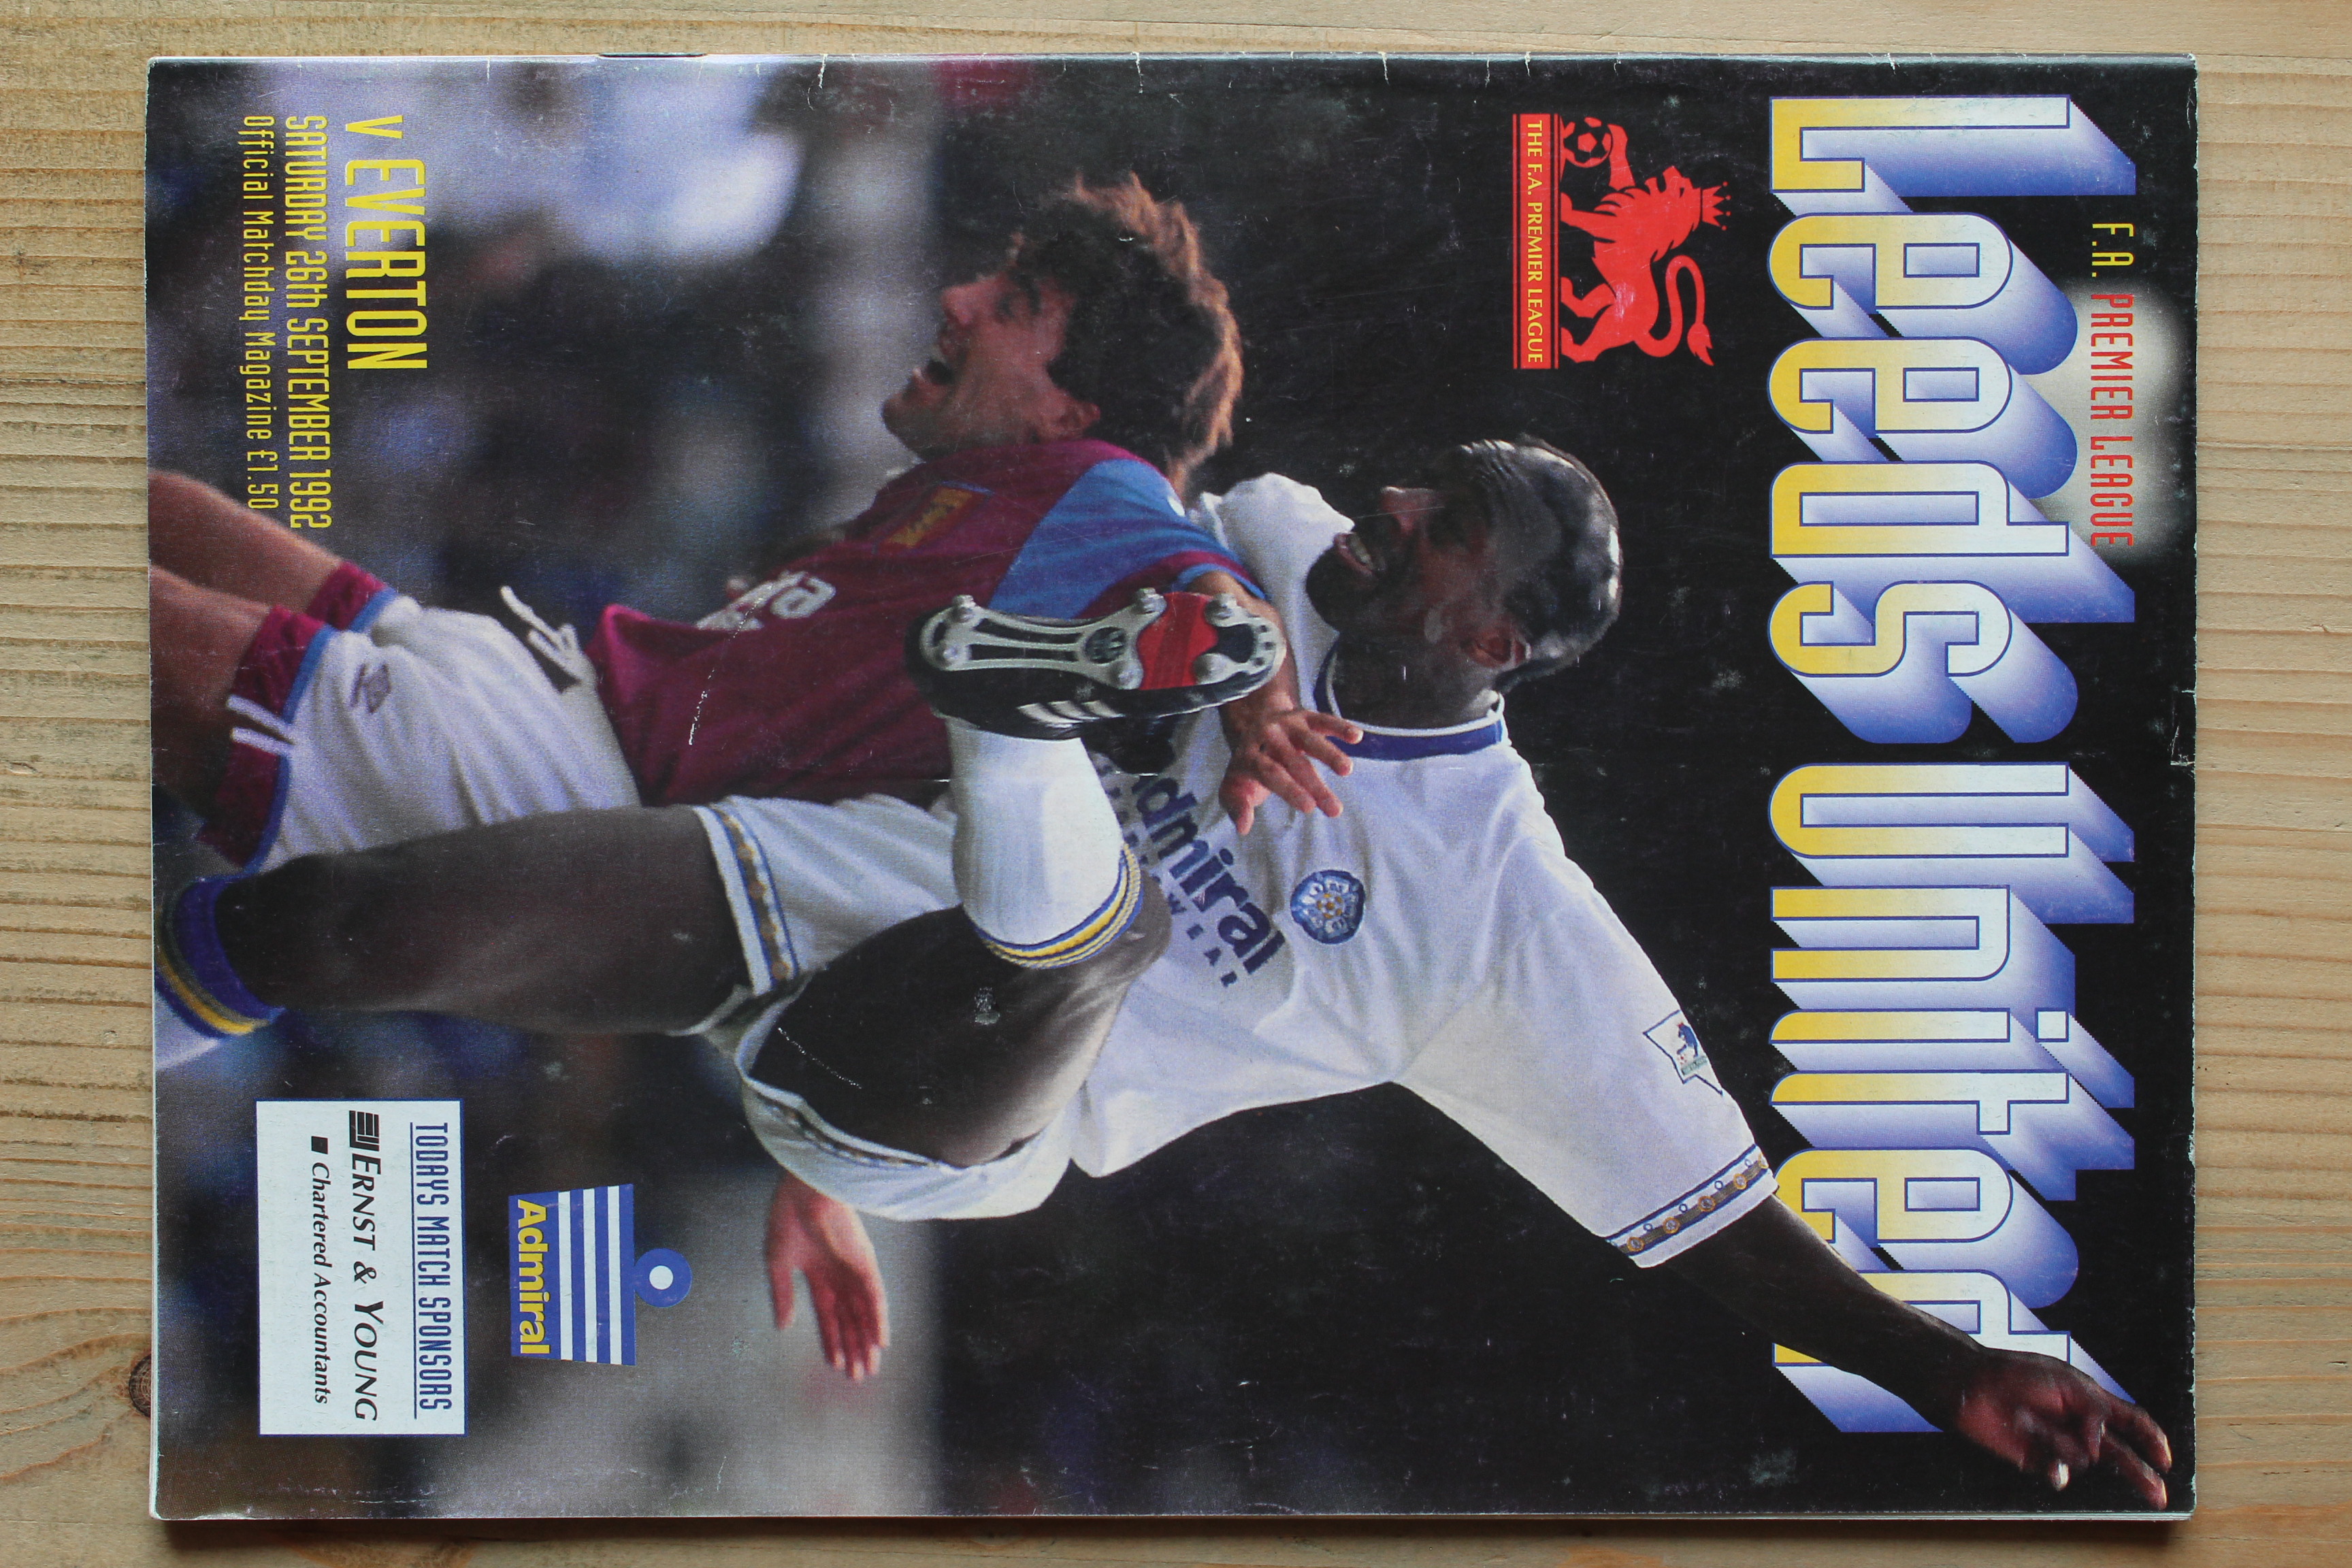 F.A. PREMIER LEAGUE
Leeds United
THE F.A. PREMIER LEAGUE
Admiral
SPORTSWEAR
Admiral
TODAYS MATCH SPONSORS
ERNST & YOUNG
Chartered Accountants
v EVERTON
SATURDAY 26th SEPTEMBER 1992
Official Matchday Magazine £1.50